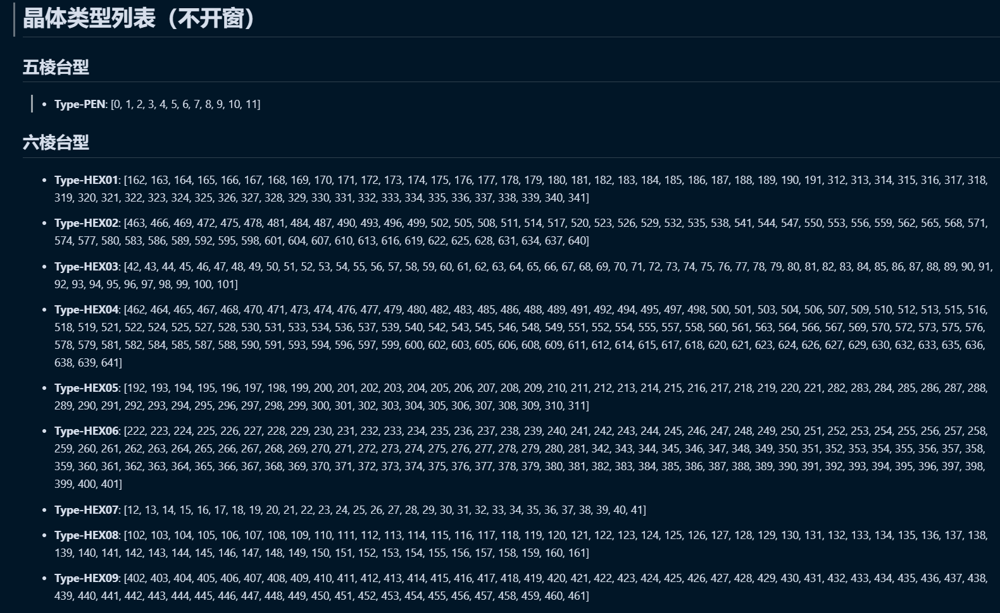 晶体类型列表（不开窗）
五棱台型
• Type-PEN: [0, 1, 2, 3, 4, 5, 6, 7, 8, 9, 10, 11]
六棱台型
• Type-HEX01: [162, 163, 164, 165, 166, 167, 168, 169, 170, 171, 172, 173, 174, 175, 176, 177, 178, 179, 180, 181, 182, 183, 184, 185, 186, 187, 188, 189, 190, 191, 312, 313, 314, 315, 316, 317, 318,
319, 320, 321, 322, 323, 324, 325, 326, 327, 328, 329, 330, 331, 332, 333, 334, 335, 336, 337, 338, 339, 340, 341]
• Type-HEX02: [463, 466, 469, 472, 475, 478, 481, 484, 487, 490, 493, 496, 499, 502, 505, 508, 511, 514, 517, 520, 523, 526, 529, 532, 535, 538, 541, 544, 547, 550, 553, 556, 559, 562, 565, 568, 571,
574, 577, 580, 583, 586, 589, 592, 595, 598, 601, 604, 607, 610, 613, 616, 619, 622, 625, 628, 631, 634, 637, 640]
• Type-HEX03: [42, 43, 44, 45, 46, 47, 48, 49, 50, 51, 52, 53, 54, 55, 56, 57, 58, 59, 60, 61, 62, 63, 64, 65, 66, 67, 68, 69, 70, 71, 72, 73, 74, 75, 76, 77, 78, 79, 80, 81, 82, 83, 84, 85, 86, 87, 88, 89, 90, 91,
92, 93, 94, 95, 96, 97, 98, 99, 100, 101]
• Type-HEX04: [462, 464, 465, 467, 468, 470, 471, 473, 474, 476, 477, 479, 480, 482, 483, 485, 486, 488, 489, 491, 492, 494, 495, 497, 498, 500, 501, 503, 504, 506, 507, 509, 510, 512, 513, 515, 516,
518, 519, 521, 522, 524, 525, 527, 528, 530, 531, 533, 534, 536, 537, 539, 540, 542, 543, 545, 546, 548, 549, 551, 552, 554, 555, 557, 558, 560, 561, 563, 564, 566, 567, 569, 570, 572, 573, 575, 576,
578, 579, 581, 582, 584, 585, 587, 588, 590, 591, 593, 594, 596, 597, 599, 600, 602, 603, 605, 606, 608, 609, 611, 612, 614, 615, 617, 618, 620, 621, 623, 624, 626, 627, 629, 630, 632, 633, 635, 636,
638, 639, 641]
• Type-HEX05: [192, 193, 194, 195, 196, 197, 198, 199, 200, 201, 202, 203, 204, 205, 206, 207, 208, 209, 210, 211, 212, 213, 214, 215, 216, 217, 218, 219, 220, 221, 282, 283, 284, 285, 286, 287, 288,
289, 290, 291, 292, 293, 294, 295, 296, 297, 298, 299, 300, 301, 302, 303, 304, 305, 306, 307, 308, 309, 310, 311]
• Type-HEX06: [222, 223, 224, 225, 226, 227, 228, 229, 230, 231, 232, 233, 234, 235, 236, 237, 238, 239, 240, 241, 242, 243, 244, 245, 246, 247, 248, 249, 250, 251, 252, 253, 254, 255, 256, 257, 258,
259, 260, 261, 262, 263, 264, 265, 266, 267, 268, 269, 270, 271, 272, 273, 274, 275, 276, 277, 278, 279, 280, 281, 342, 343, 344, 345, 346, 347, 348, 349, 350, 351, 352, 353, 354, 355, 356, 357, 358,
359, 360, 361, 362, 363, 364, 365, 366, 367, 368, 369, 370, 371, 372, 373, 374, 375, 376, 377, 378, 379, 380, 381, 382, 383, 384, 385, 386, 387, 388, 389, 390, 391, 392, 393, 394, 395, 396, 397, 398,
399, 400, 401]
• Type-HEX07: [12, 13, 14, 15, 16, 17, 18, 19, 20, 21, 22, 23, 24, 25, 26, 27, 28, 29, 30, 31, 32, 33, 34, 35, 36, 37, 38, 39, 40, 41]
• Type-HEX08: [102, 103, 104, 105, 106, 107, 108, 109, 110, 111, 112, 113, 114, 115, 116, 117, 118, 119, 120, 121, 122, 123, 124, 125, 126, 127, 128, 129, 130, 131, 132, 133, 134, 135, 136, 137, 138,
139, 140, 141, 142, 143, 144, 145, 146, 147, 148, 149, 150, 151, 152, 153, 154, 155, 156, 157, 158, 159, 160, 161]
• Type-HEX09: [402, 403, 404, 405, 406, 407, 408, 409, 410, 411, 412, 413, 414, 415, 416, 417, 418, 419, 420, 421, 422, 423, 424, 425, 426, 427, 428, 429, 430, 431, 432, 433, 434, 435, 436, 437, 438,
439, 440, 441, 442, 443, 444, 445, 446, 447, 448, 449, 450, 451, 452, 453, 454, 455, 456, 457, 458, 459, 460, 461]